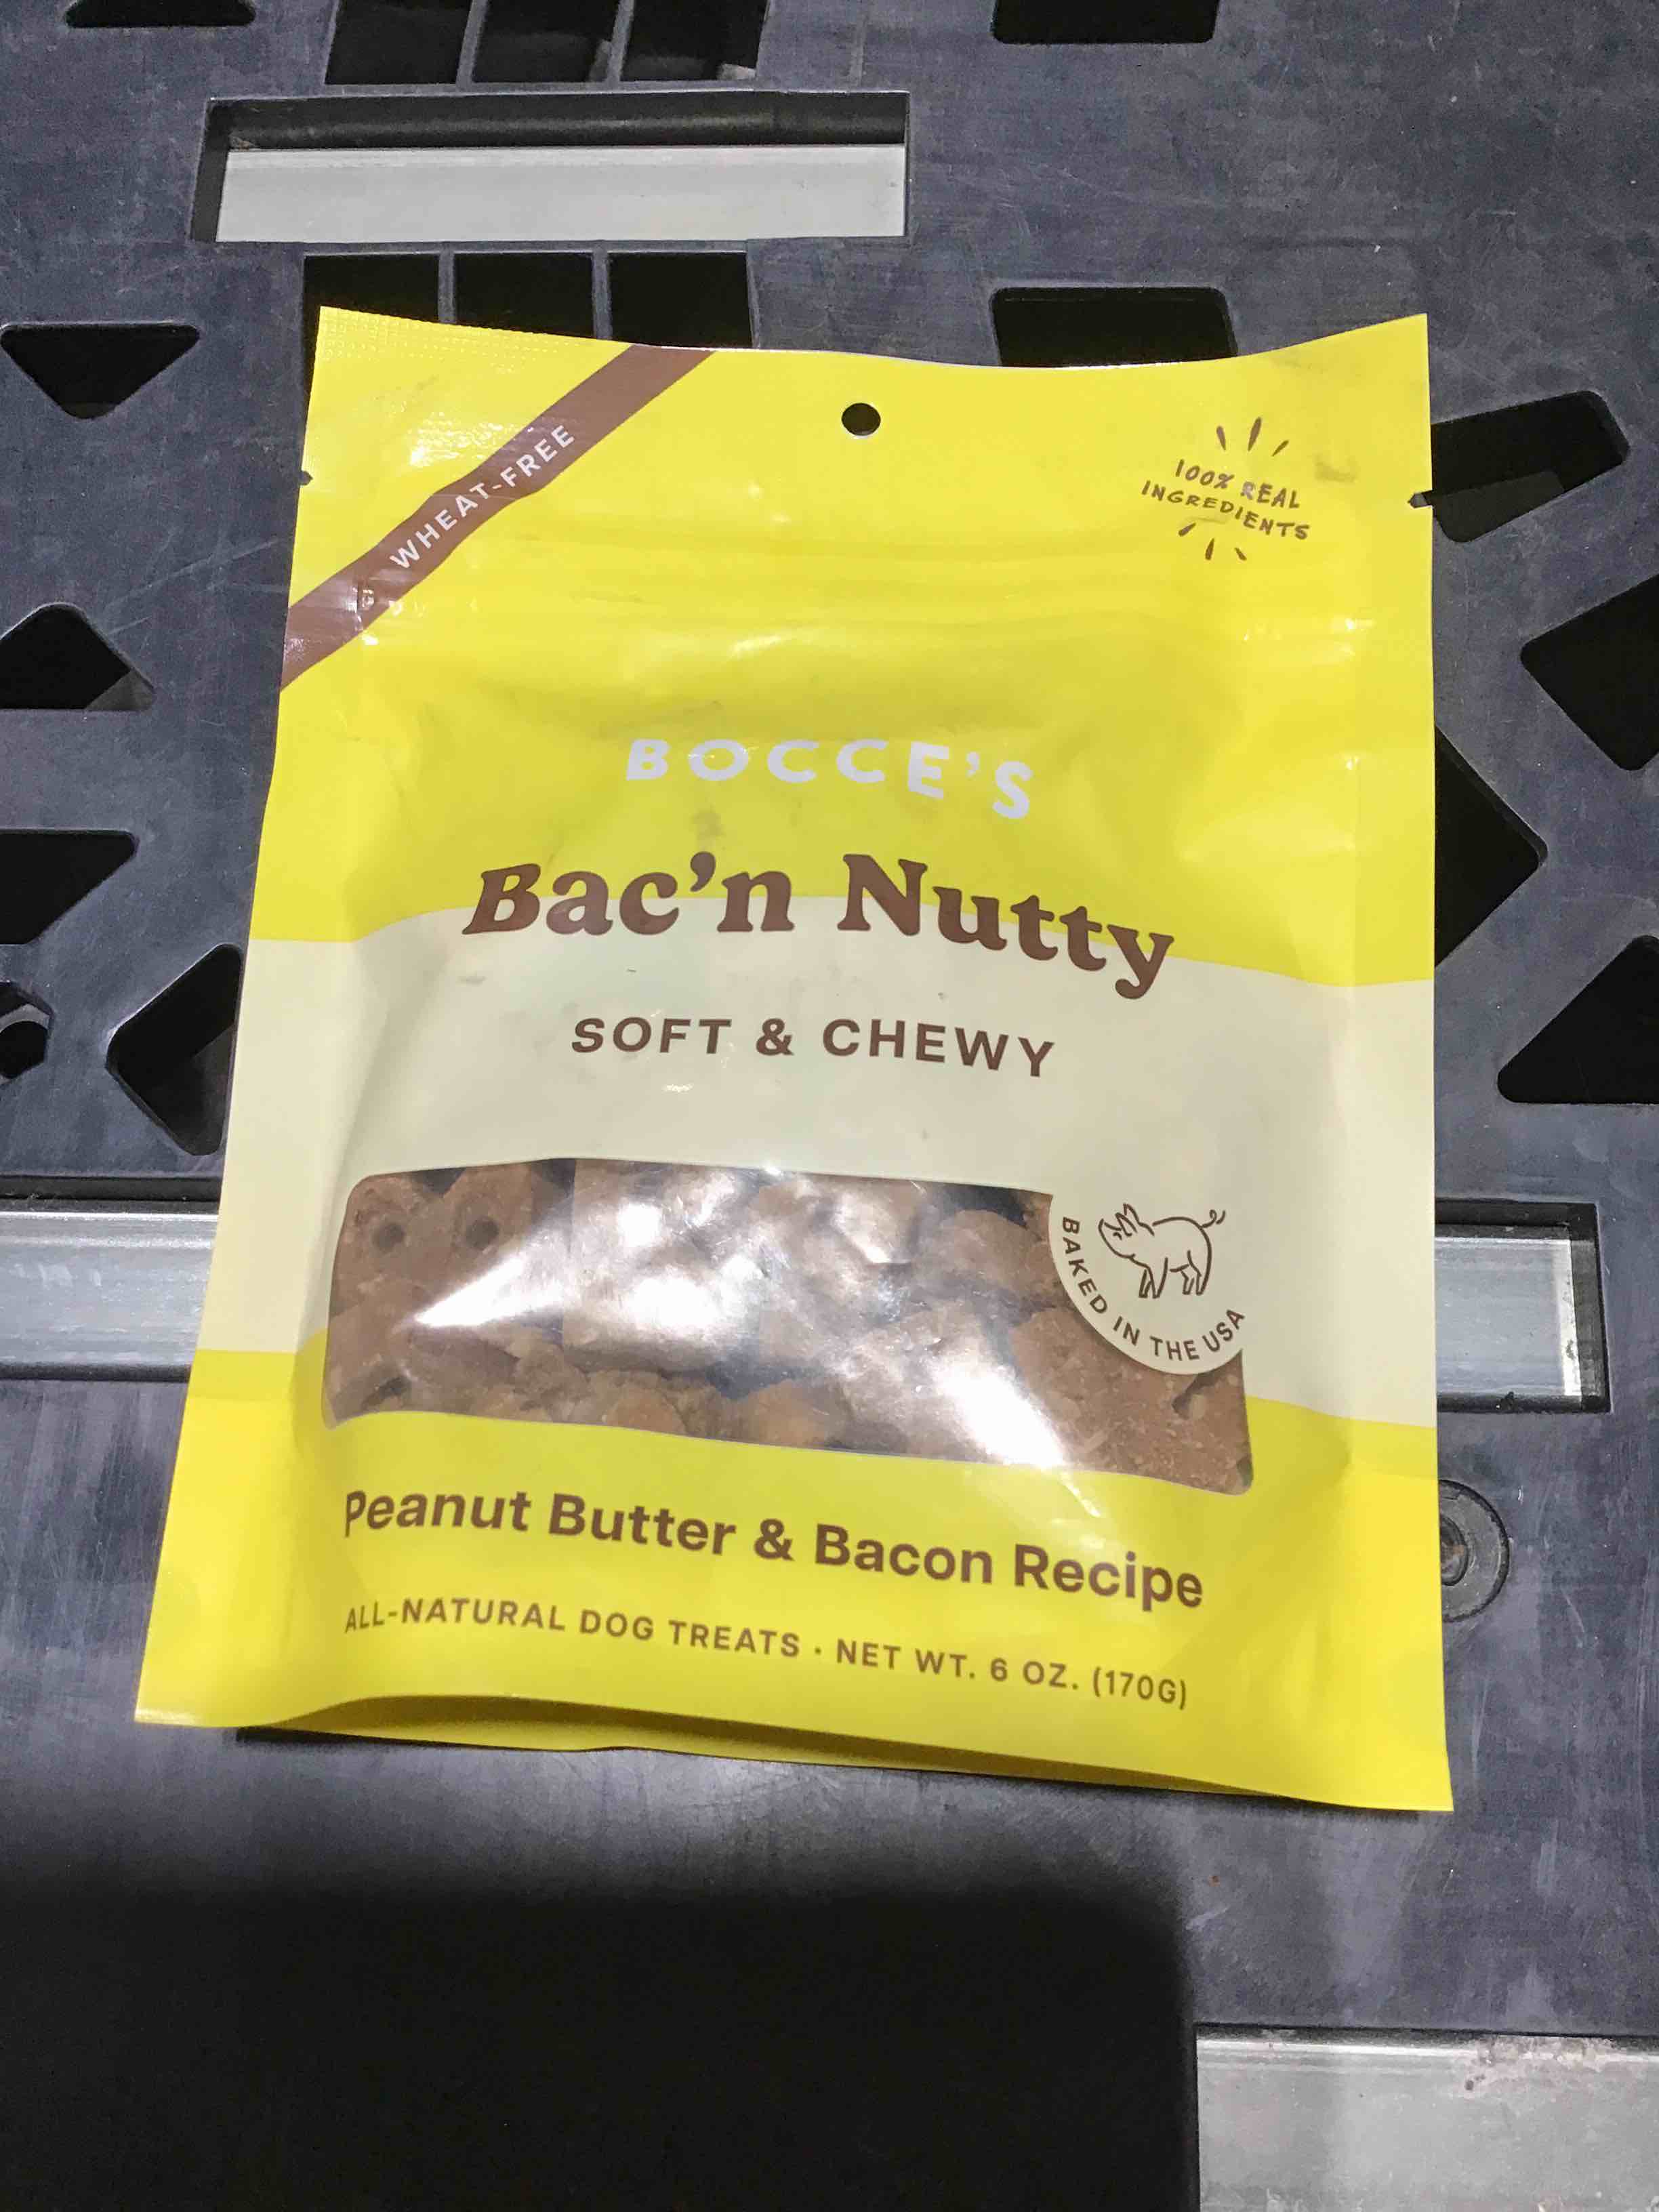 WHEAT-FREE
100% REAL
INGREDIENTS
BOCCE'S
Bac'n Nutty
SOFT & CHEWY
BAKED IN THE USA
Peanut Butter & Bacon Recipe
ALL-NATURAL DOG TREATS · NET WT. 6 OZ. (170G)